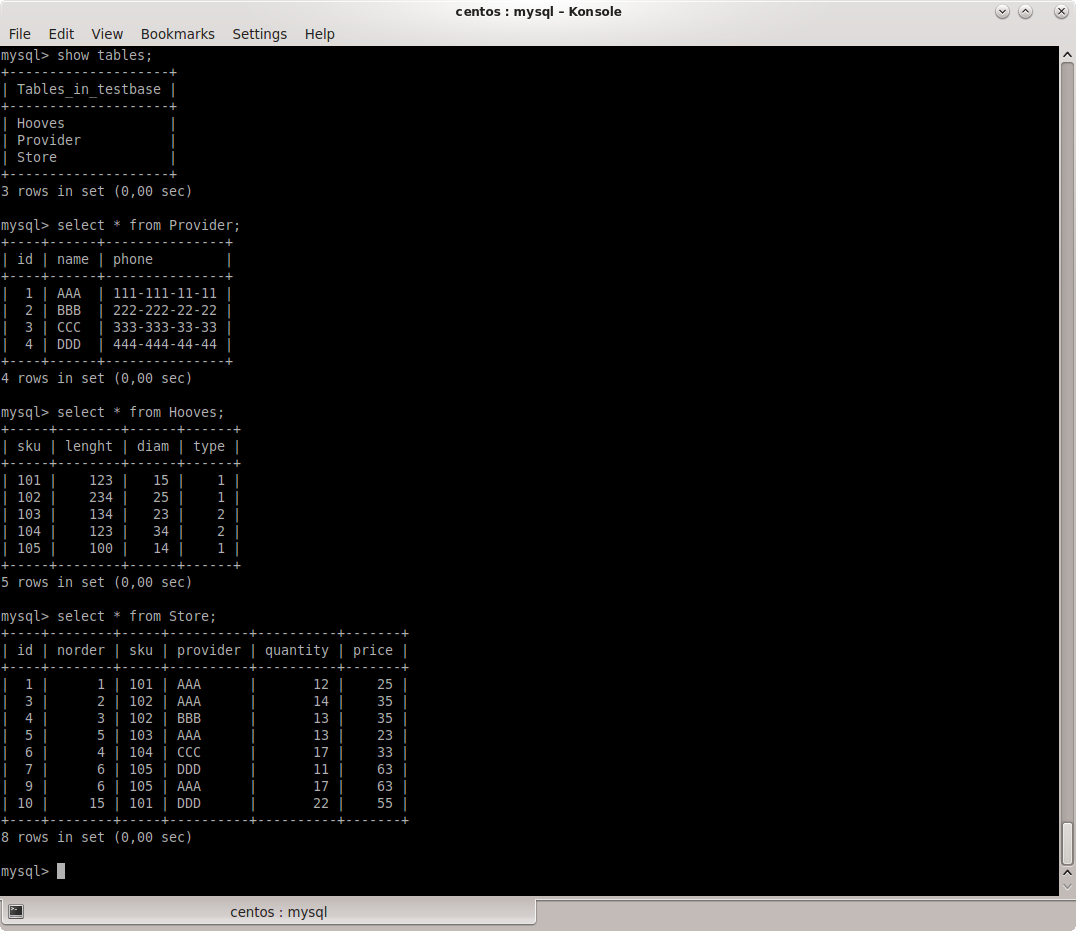 centos : mysql – Konsole
File Edit View Bookmarks Settings Help
mysql> show tables;
+--------------------+
| Tables_in_testbase |
+--------------------+
| Hooves             |
| Provider           |
| Store              |
+--------------------+
3 rows in set (0,00 sec)

mysql> select * from Provider;
+----+------+---------------+
| id | name | phone         |
+----+------+---------------+
|  1 | AAA  | 111-111-11-11 |
|  2 | BBB  | 222-222-22-22 |
|  3 | CCC  | 333-333-33-33 |
|  4 | DDD  | 444-444-44-44 |
+----+------+---------------+
4 rows in set (0,00 sec)

mysql> select * from Hooves;
+-----+--------+------+------+
| sku | lenght | diam | type |
+-----+--------+------+------+
| 101 |    123 |   15 |    1 |
| 102 |    234 |   25 |    1 |
| 103 |    134 |   23 |    2 |
| 104 |    123 |   34 |    2 |
| 105 |    100 |   14 |    1 |
+-----+--------+------+------+
5 rows in set (0,00 sec)

mysql> select * from Store;
+----+--------+-----+----------+----------+-------+
| id | norder | sku | provider | quantity | price |
+----+--------+-----+----------+----------+-------+
|  1 |      1 | 101 | AAA      |       12 |    25 |
|  3 |      2 | 102 | AAA      |       14 |    35 |
|  4 |      3 | 102 | BBB      |       13 |    35 |
|  5 |      5 | 103 | AAA      |       13 |    23 |
|  6 |      4 | 104 | CCC      |       17 |    33 |
|  7 |      6 | 105 | DDD      |       11 |    63 |
|  9 |      6 | 105 | AAA      |       17 |    63 |
| 10 |     15 | 101 | DDD      |       22 |    55 |
+----+--------+-----+----------+----------+-------+
8 rows in set (0,00 sec)

mysql>
centos : mysql